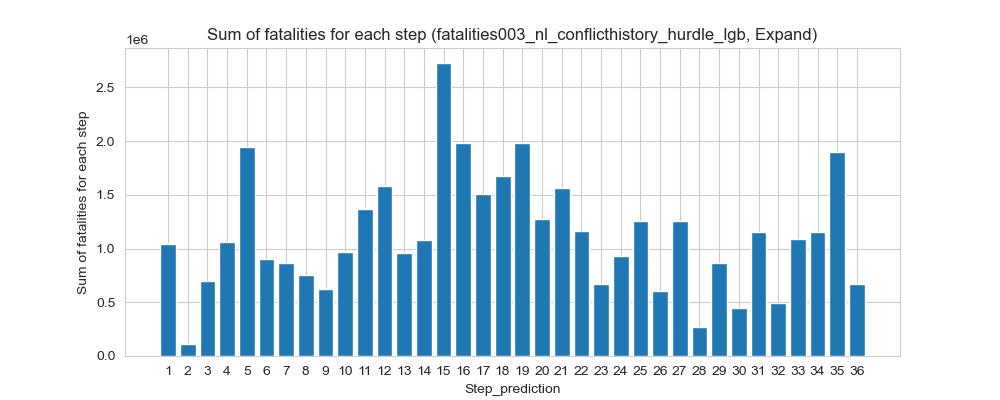 Sum of fatalities for each step (fatalities003_nl_conflicthistory_hurdle_lgb, Expand)
1e6
2.5
2.0
1.5
1.0
0.5
0.0
Sum of fatalities for each step
1 2 3 4 5 6 7 8 9 10 11 12 13 14 15 16 17 18 19 20 21 22 23 24 25 26 27 28 29 30 31 32 33 34 35 36
Step_prediction